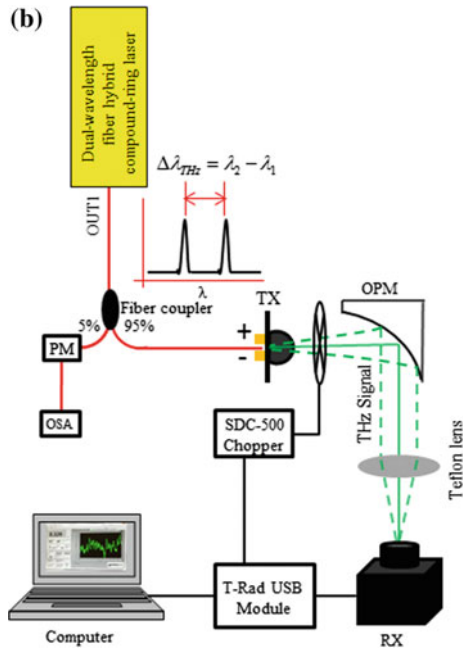 (b)
Dual-wavelength
fiber hybrid
compound-ring laser
OUT1
Δλ_THz = λ₂ − λ₁
λ
Fiber coupler
5%
95%
TX
OPM
+
-
PM
OSA
SDC-500
Chopper
THz Signal
Teflon lens
T-Rad USB
Module
Computer
RX